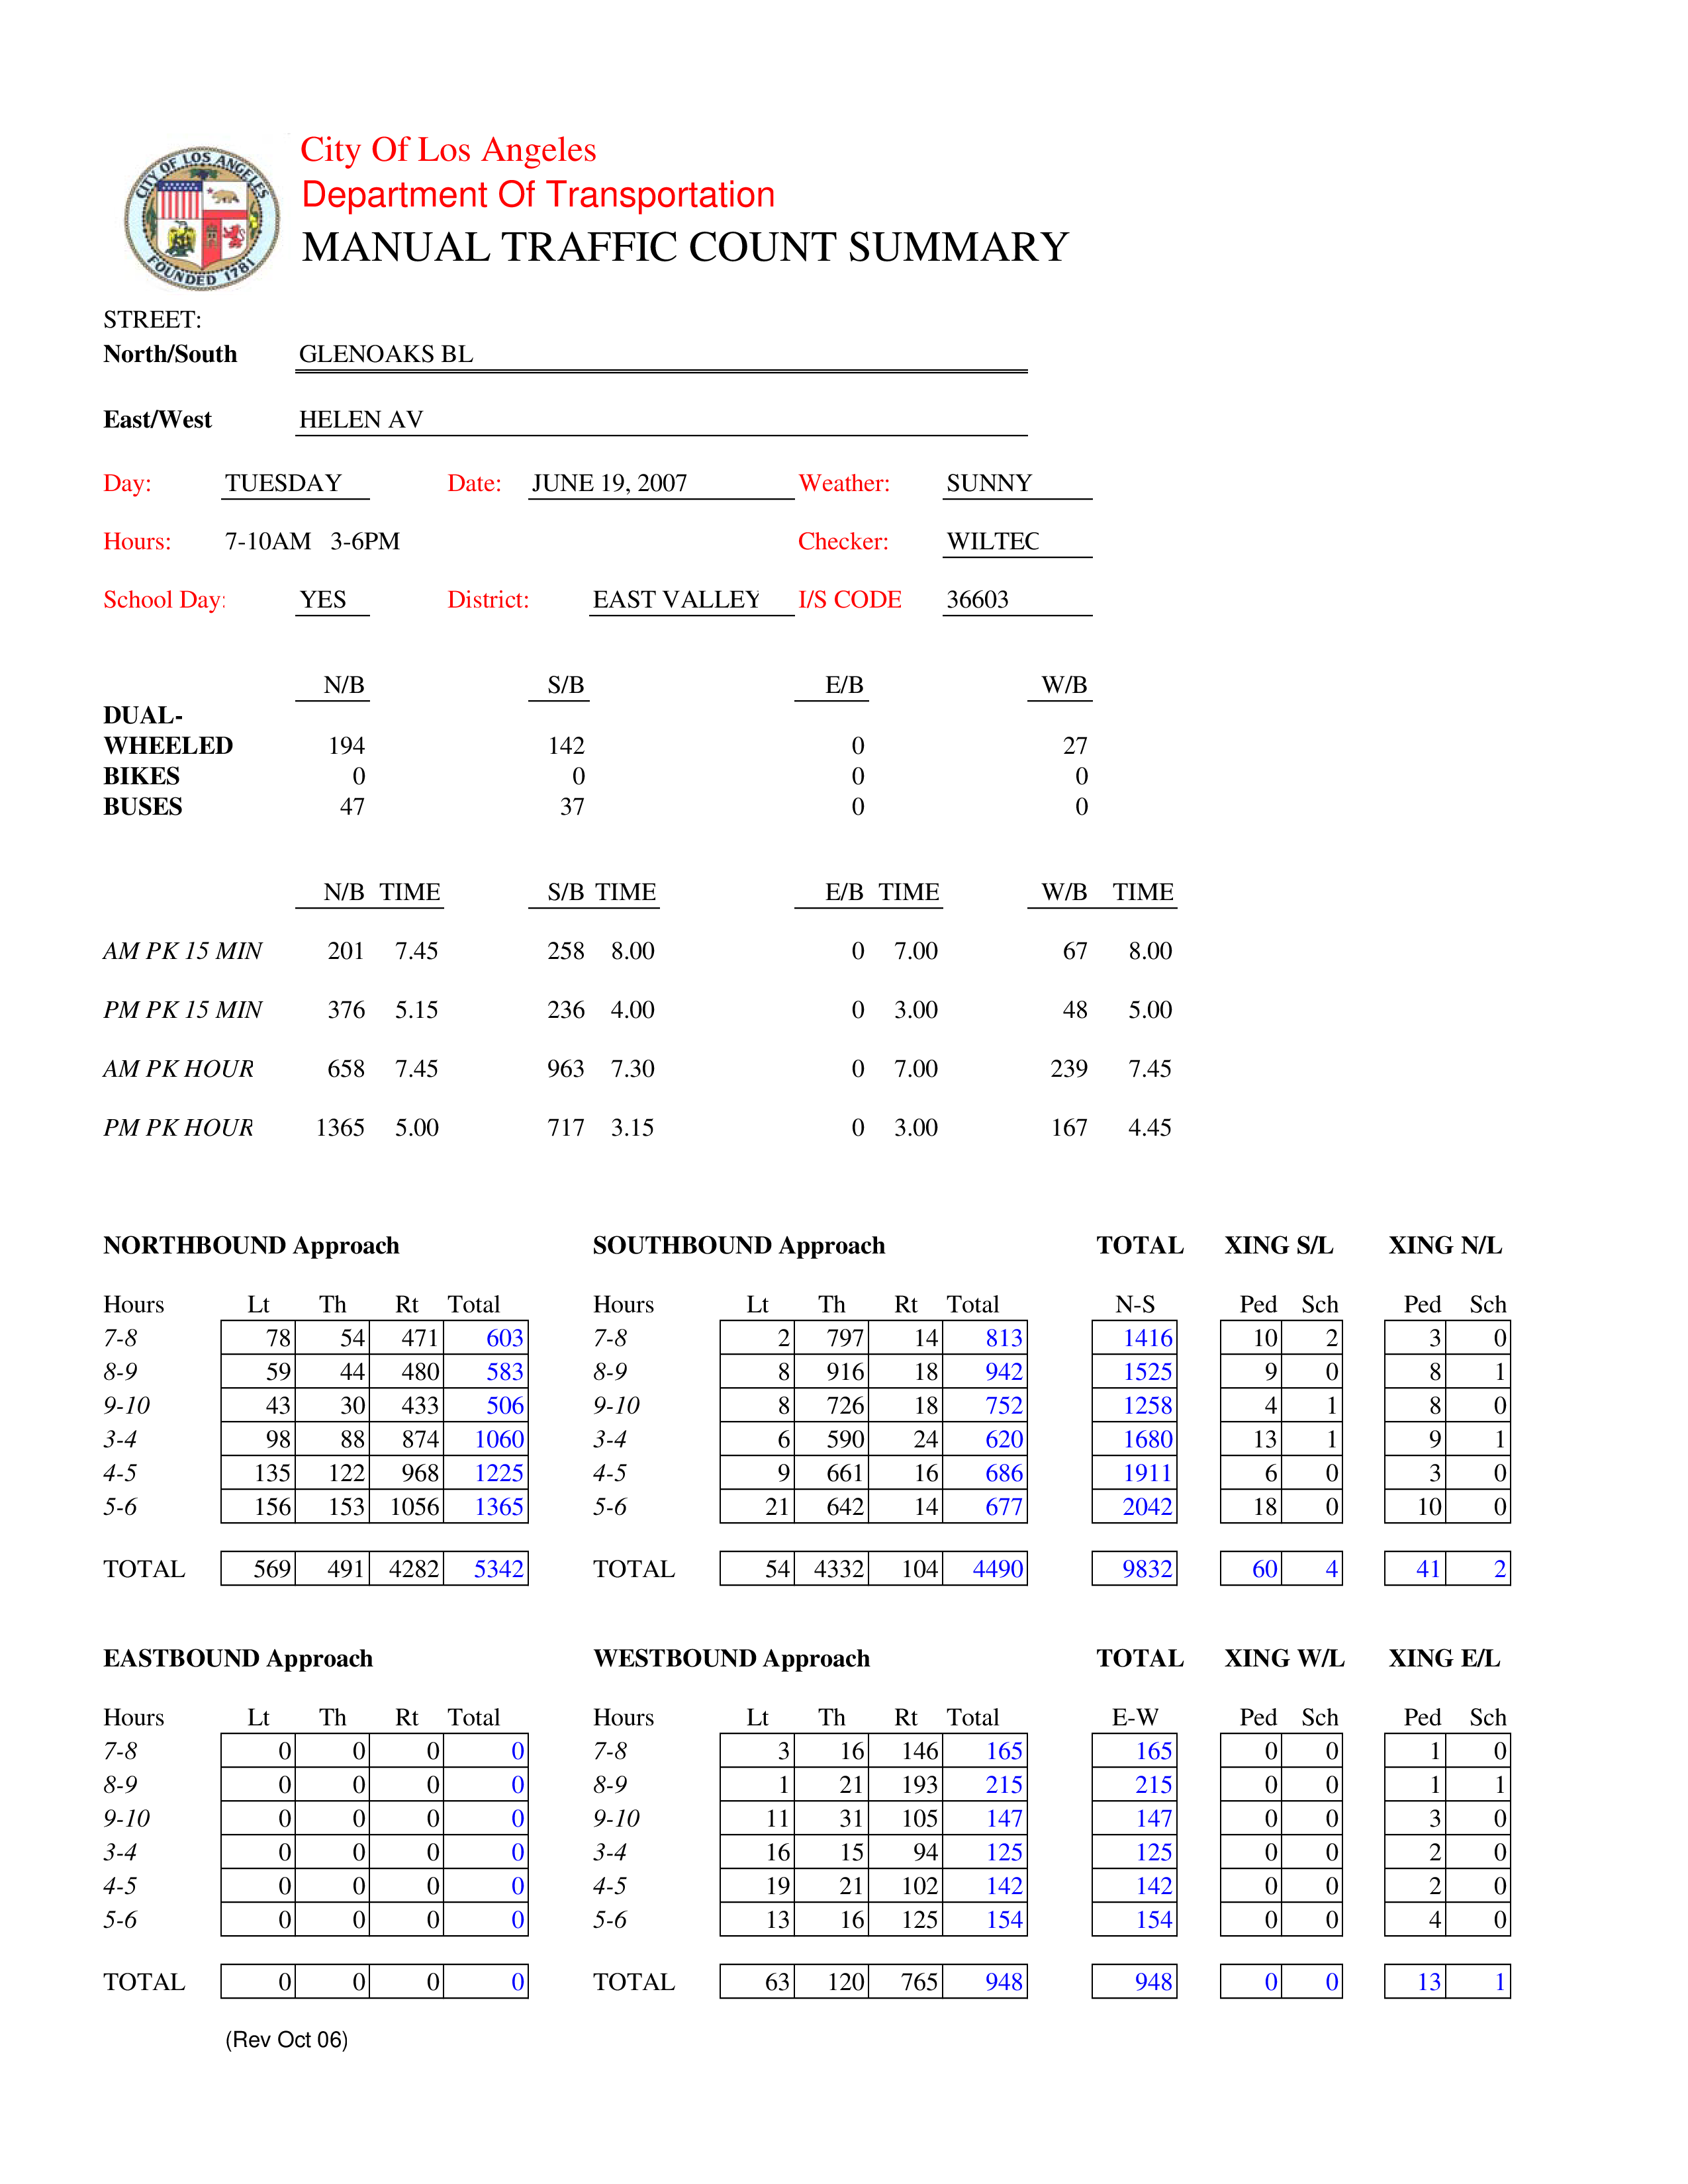 CITY OF LOS ANGELES
FOUNDED 1781
City Of Los Angeles
Department Of Transportation
MANUAL TRAFFIC COUNT SUMMARY
STREET:
North/South GLENOAKS BL
East/West HELEN AV
Day: TUESDAY Date: JUNE 19, 2007 Weather: SUNNY
Hours: 7-10AM 3-6PM Checker: WILTEC
School Day: YES District: EAST VALLEY I/S CODE 36603
N/B S/B E/B W/B
DUAL-
WHEELED 194 142 0 27
BIKES 0 0 0 0
BUSES 47 37 0 0
N/B TIME S/B TIME E/B TIME W/B TIME
AM PK 15 MIN 201 7.45 258 8.00 0 7.00 67 8.00
PM PK 15 MIN 376 5.15 236 4.00 0 3.00 48 5.00
AM PK HOUR 658 7.45 963 7.30 0 7.00 239 7.45
PM PK HOUR 1365 5.00 717 3.15 0 3.00 167 4.45
NORTHBOUND Approach SOUTHBOUND Approach TOTAL XING S/L XING N/L
Hours Lt Th Rt Total Hours Lt Th Rt Total N-S Ped Sch Ped Sch
7-8 78 54 471 603 7-8 2 797 14 813 1416 10 2 3 0
8-9 59 44 480 583 8-9 8 916 18 942 1525 9 0 8 1
9-10 43 30 433 506 9-10 8 726 18 752 1258 4 1 8 0
3-4 98 88 874 1060 3-4 6 590 24 620 1680 13 1 9 1
4-5 135 122 968 1225 4-5 9 661 16 686 1911 6 0 3 0
5-6 156 153 1056 1365 5-6 21 642 14 677 2042 18 0 10 0
TOTAL 569 491 4282 5342 TOTAL 54 4332 104 4490 9832 60 4 41 2
EASTBOUND Approach WESTBOUND Approach TOTAL XING W/L XING E/L
Hours Lt Th Rt Total Hours Lt Th Rt Total E-W Ped Sch Ped Sch
7-8 0 0 0 0 7-8 3 16 146 165 165 0 0 1 0
8-9 0 0 0 0 8-9 1 21 193 215 215 0 0 1 1
9-10 0 0 0 0 9-10 11 31 105 147 147 0 0 3 0
3-4 0 0 0 0 3-4 16 15 94 125 125 0 0 2 0
4-5 0 0 0 0 4-5 19 21 102 142 142 0 0 2 0
5-6 0 0 0 0 5-6 13 16 125 154 154 0 0 4 0
TOTAL 0 0 0 0 TOTAL 63 120 765 948 948 0 0 13 1
(Rev Oct 06)